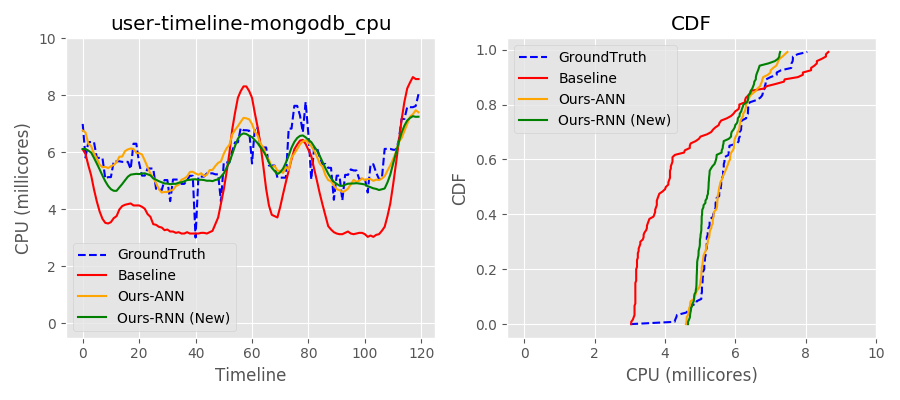 user-timeline-mongodb_cpu
CPU (millicores)
10
8
6
4
2
0
GroundTruth
Baseline
Ours-ANN
Ours-RNN (New)
0 20 40 60 80 100 120
Timeline
CDF
CDF
1.0
0.8
0.6
0.4
0.2
0.0
GroundTruth
Baseline
Ours-ANN
Ours-RNN (New)
0 2 4 6 8 10
CPU (millicores)